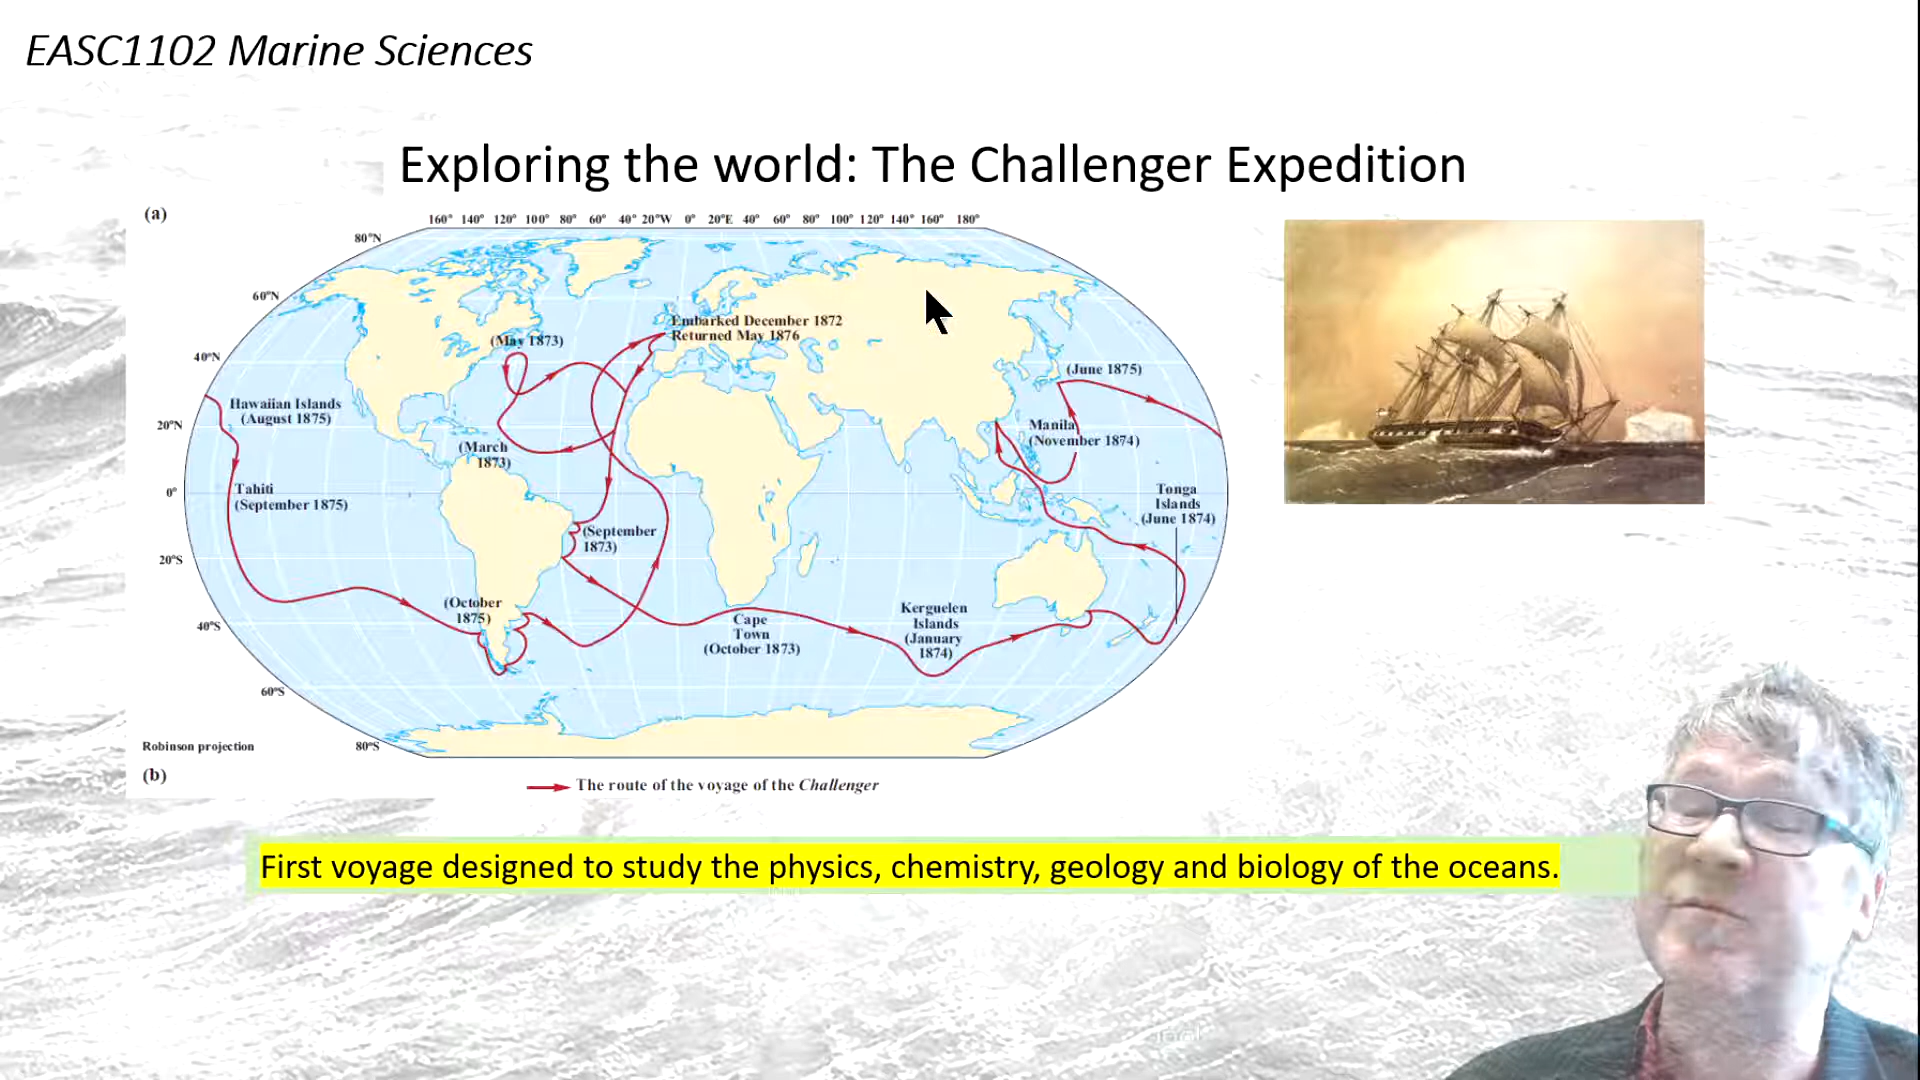 EASC1102 Marine Sciences
Exploring the world: The Challenger Expedition
(a)
160° 140° 120° 100° 80° 60° 40° 20°W 0° 20°E 40° 60° 80° 100° 120° 140° 160° 180°
80°N
60°N
Embarked December 1872
Returned May 1876
(May 1873)
40°N
(June 1875)
Hawaiian Islands
(August 1875)
20°N
Manila
(November 1874)
(March
1873)
0°
Tahiti
(September 1875)
Tonga
Islands
(June 1874)
(September
1873)
20°S
(October
1875)
40°S
Cape
Town
(October 1873)
Kerguelen
Islands
(January
1874)
60°S
Robinson projection
80°S
(b)
The route of the voyage of the Challenger
First voyage designed to study the physics, chemistry, geology and biology of the oceans.